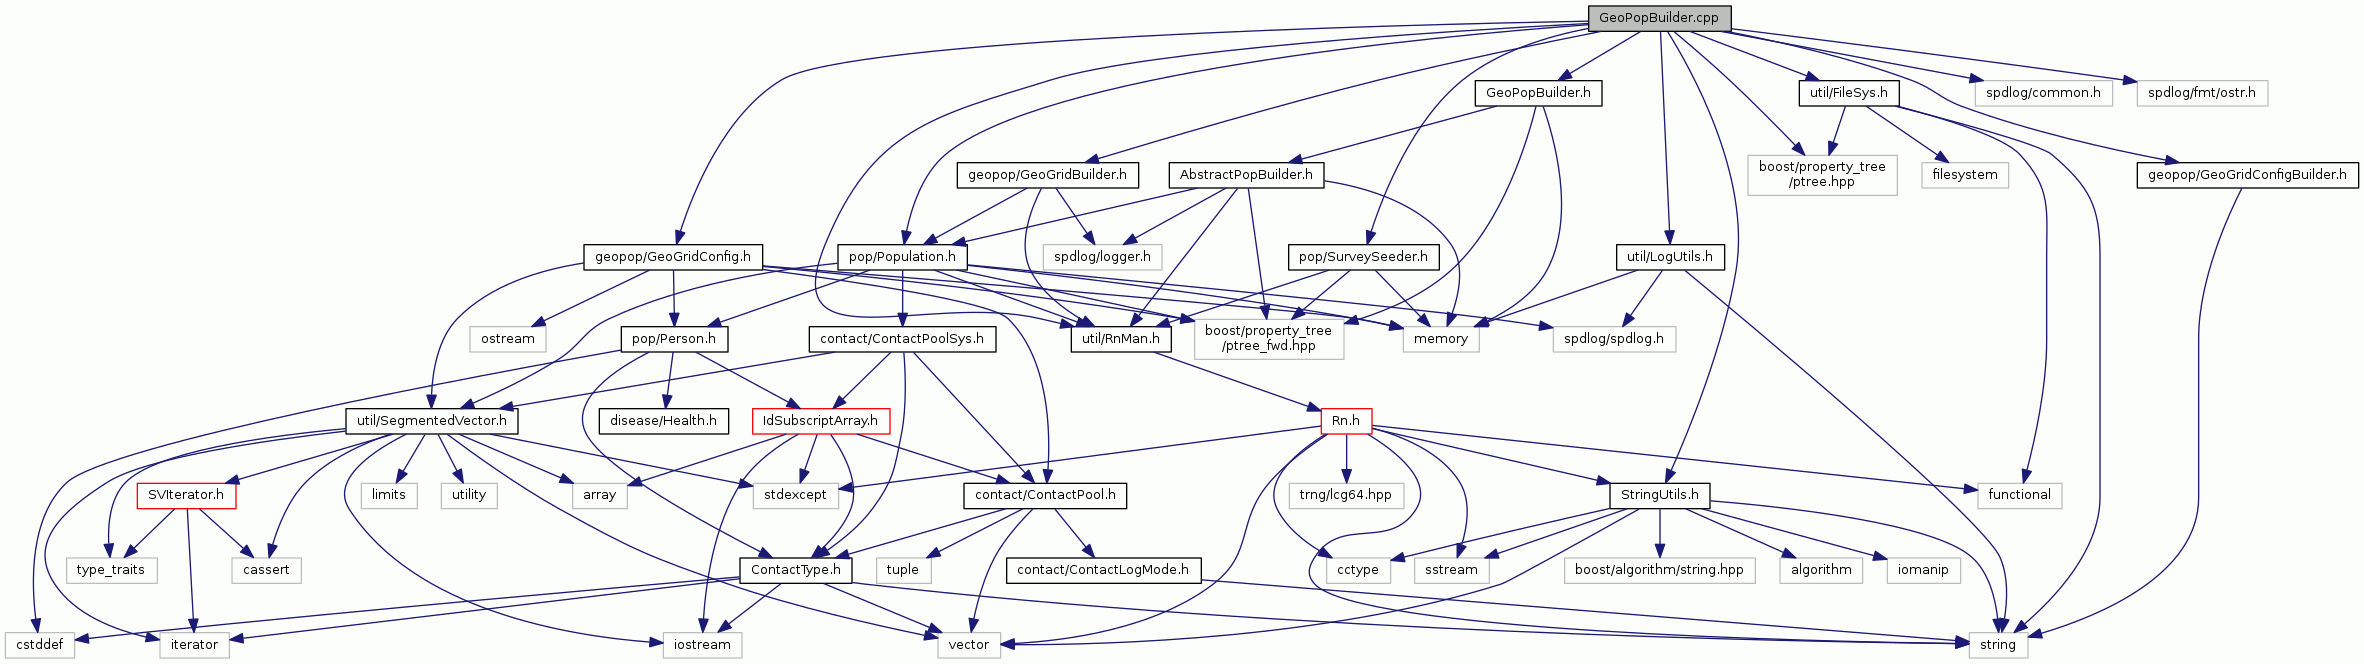 GeoPopBuilder.cpp
GeoPopBuilder.h
util/FileSys.h
spdlog/common.h
spdlog/fmt/ostr.h
geopop/GeoGridBuilder.h
AbstractPopBuilder.h
boost/property_tree
/ptree.hpp
filesystem
geopop/GeoGridConfigBuilder.h
geopop/GeoGridConfig.h
pop/Population.h
spdlog/logger.h
pop/SurveySeeder.h
util/LogUtils.h
ostream
pop/Person.h
contact/ContactPoolSys.h
util/RnMan.h
boost/property_tree
/ptree_fwd.hpp
memory
spdlog/spdlog.h
util/SegmentedVector.h
disease/Health.h
IdSubscriptArray.h
Rn.h
SVIterator.h
limits
utility
array
stdexcept
contact/ContactPool.h
trng/lcg64.hpp
StringUtils.h
functional
type_traits
cassert
ContactType.h
tuple
contact/ContactLogMode.h
cctype
sstream
boost/algorithm/string.hpp
algorithm
iomanip
cstddef
iterator
iostream
vector
string